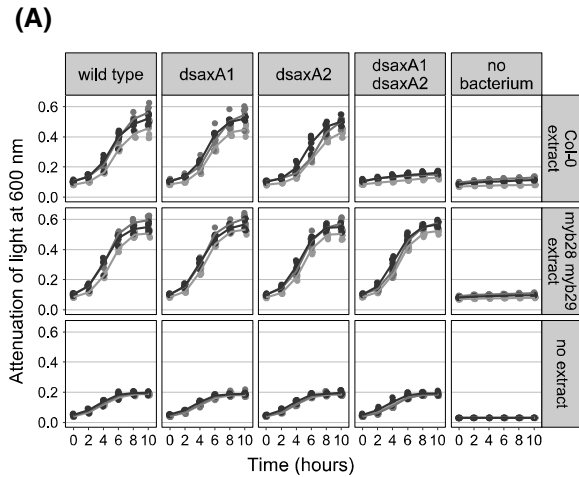 (A)
wild type
dsaxA1
dsaxA2
dsaxA1
dsaxA2
no
bacterium
Attenuation of light at 600 nm
0.6
0.4
0.2
0.0
Col-0
extract
0.6
0.4
0.2
0.0
myb28 myb29
extract
0.6
0.4
0.2
0.0
no extract
0 2 4 6 8 10
0 2 4 6 8 10
0 2 4 6 8 10
0 2 4 6 8 10
0 2 4 6 8 10
Time (hours)